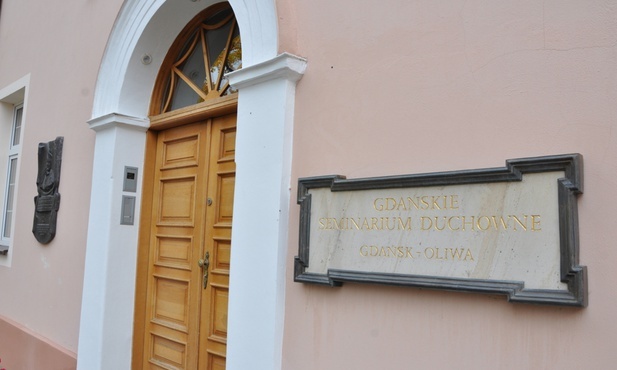 GDAŃSKIE
SEMINARIUM DUCHOWNE
GDAŃSK - OLIWA